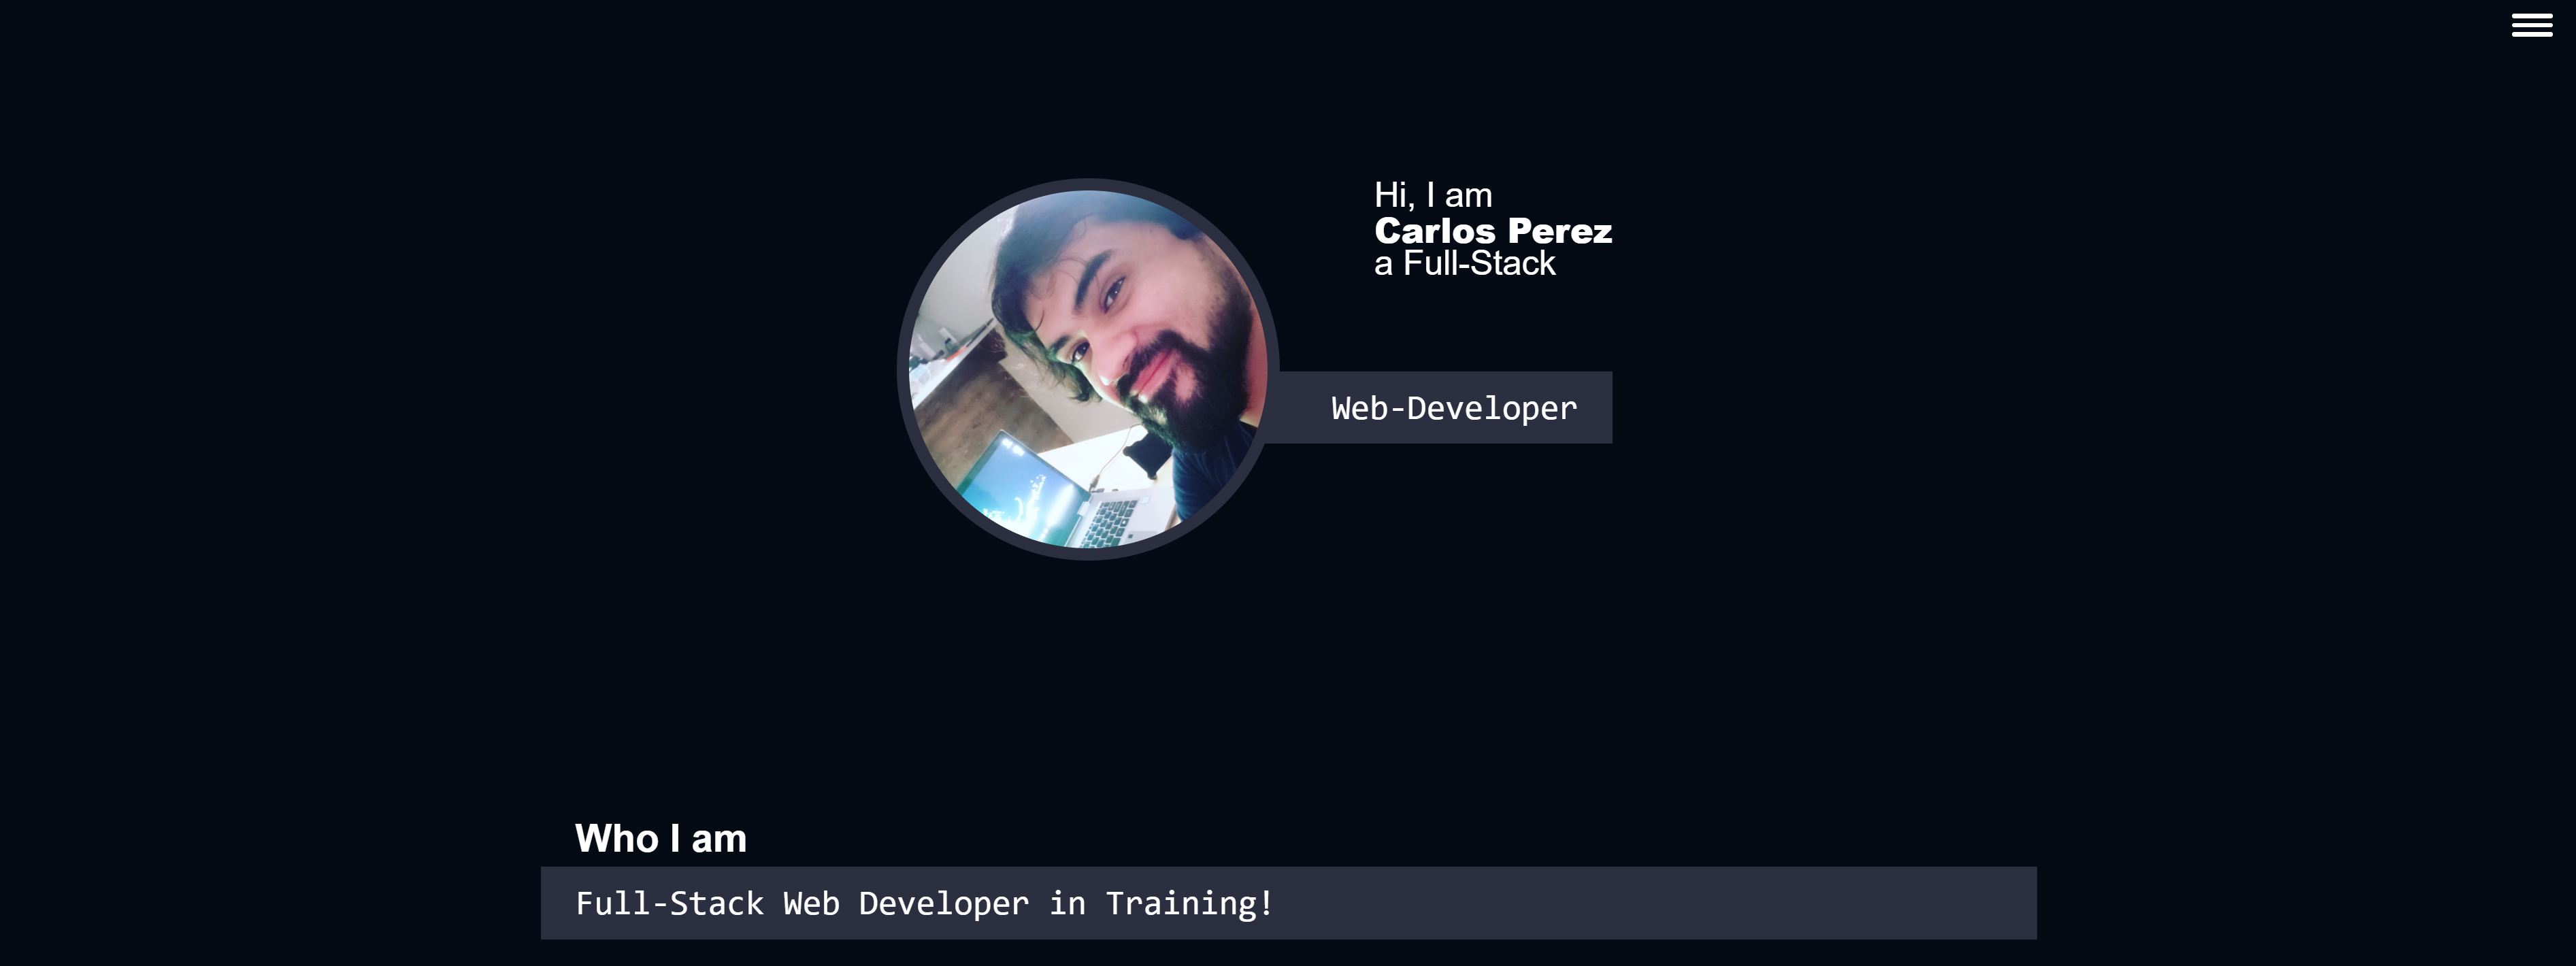 Hi, I am
Carlos Perez
a Full-Stack
Web-Developer
Who I am
Full-Stack Web Developer in Training!